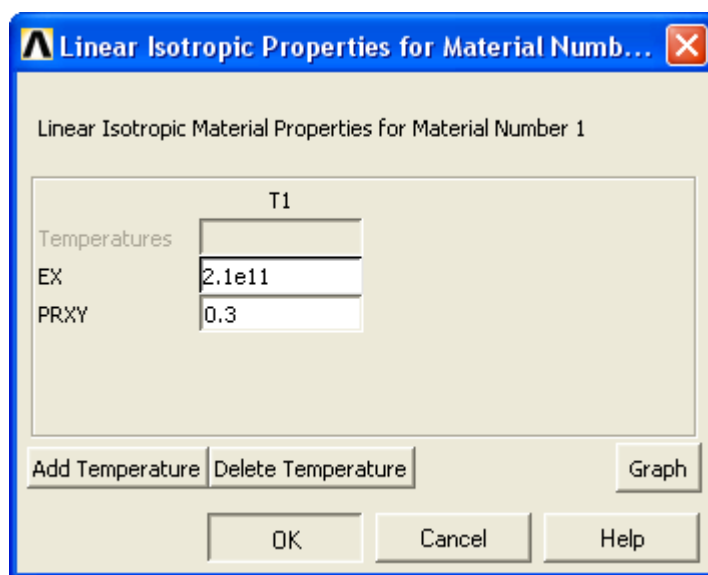 Linear Isotropic Properties for Material Numb...
Linear Isotropic Material Properties for Material Number 1
T1
Temperatures
EX 2.1e11
PRXY 0.3
Add Temperature Delete Temperature Graph
OK Cancel Help